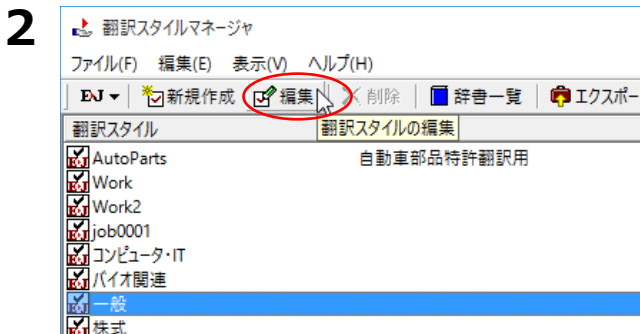 2
翻訳スタイルマネージャ
ファイル(F) 編集(E) 表示(V) ヘルプ(H)
EJ 新規作成 編集 削除 辞書一覧 エクスポー
翻訳スタイル
翻訳スタイルの編集
AutoParts 自動車部品特許翻訳用
Work
Work2
job0001
コンピュータ・IT
バイオ関連
一般
株式